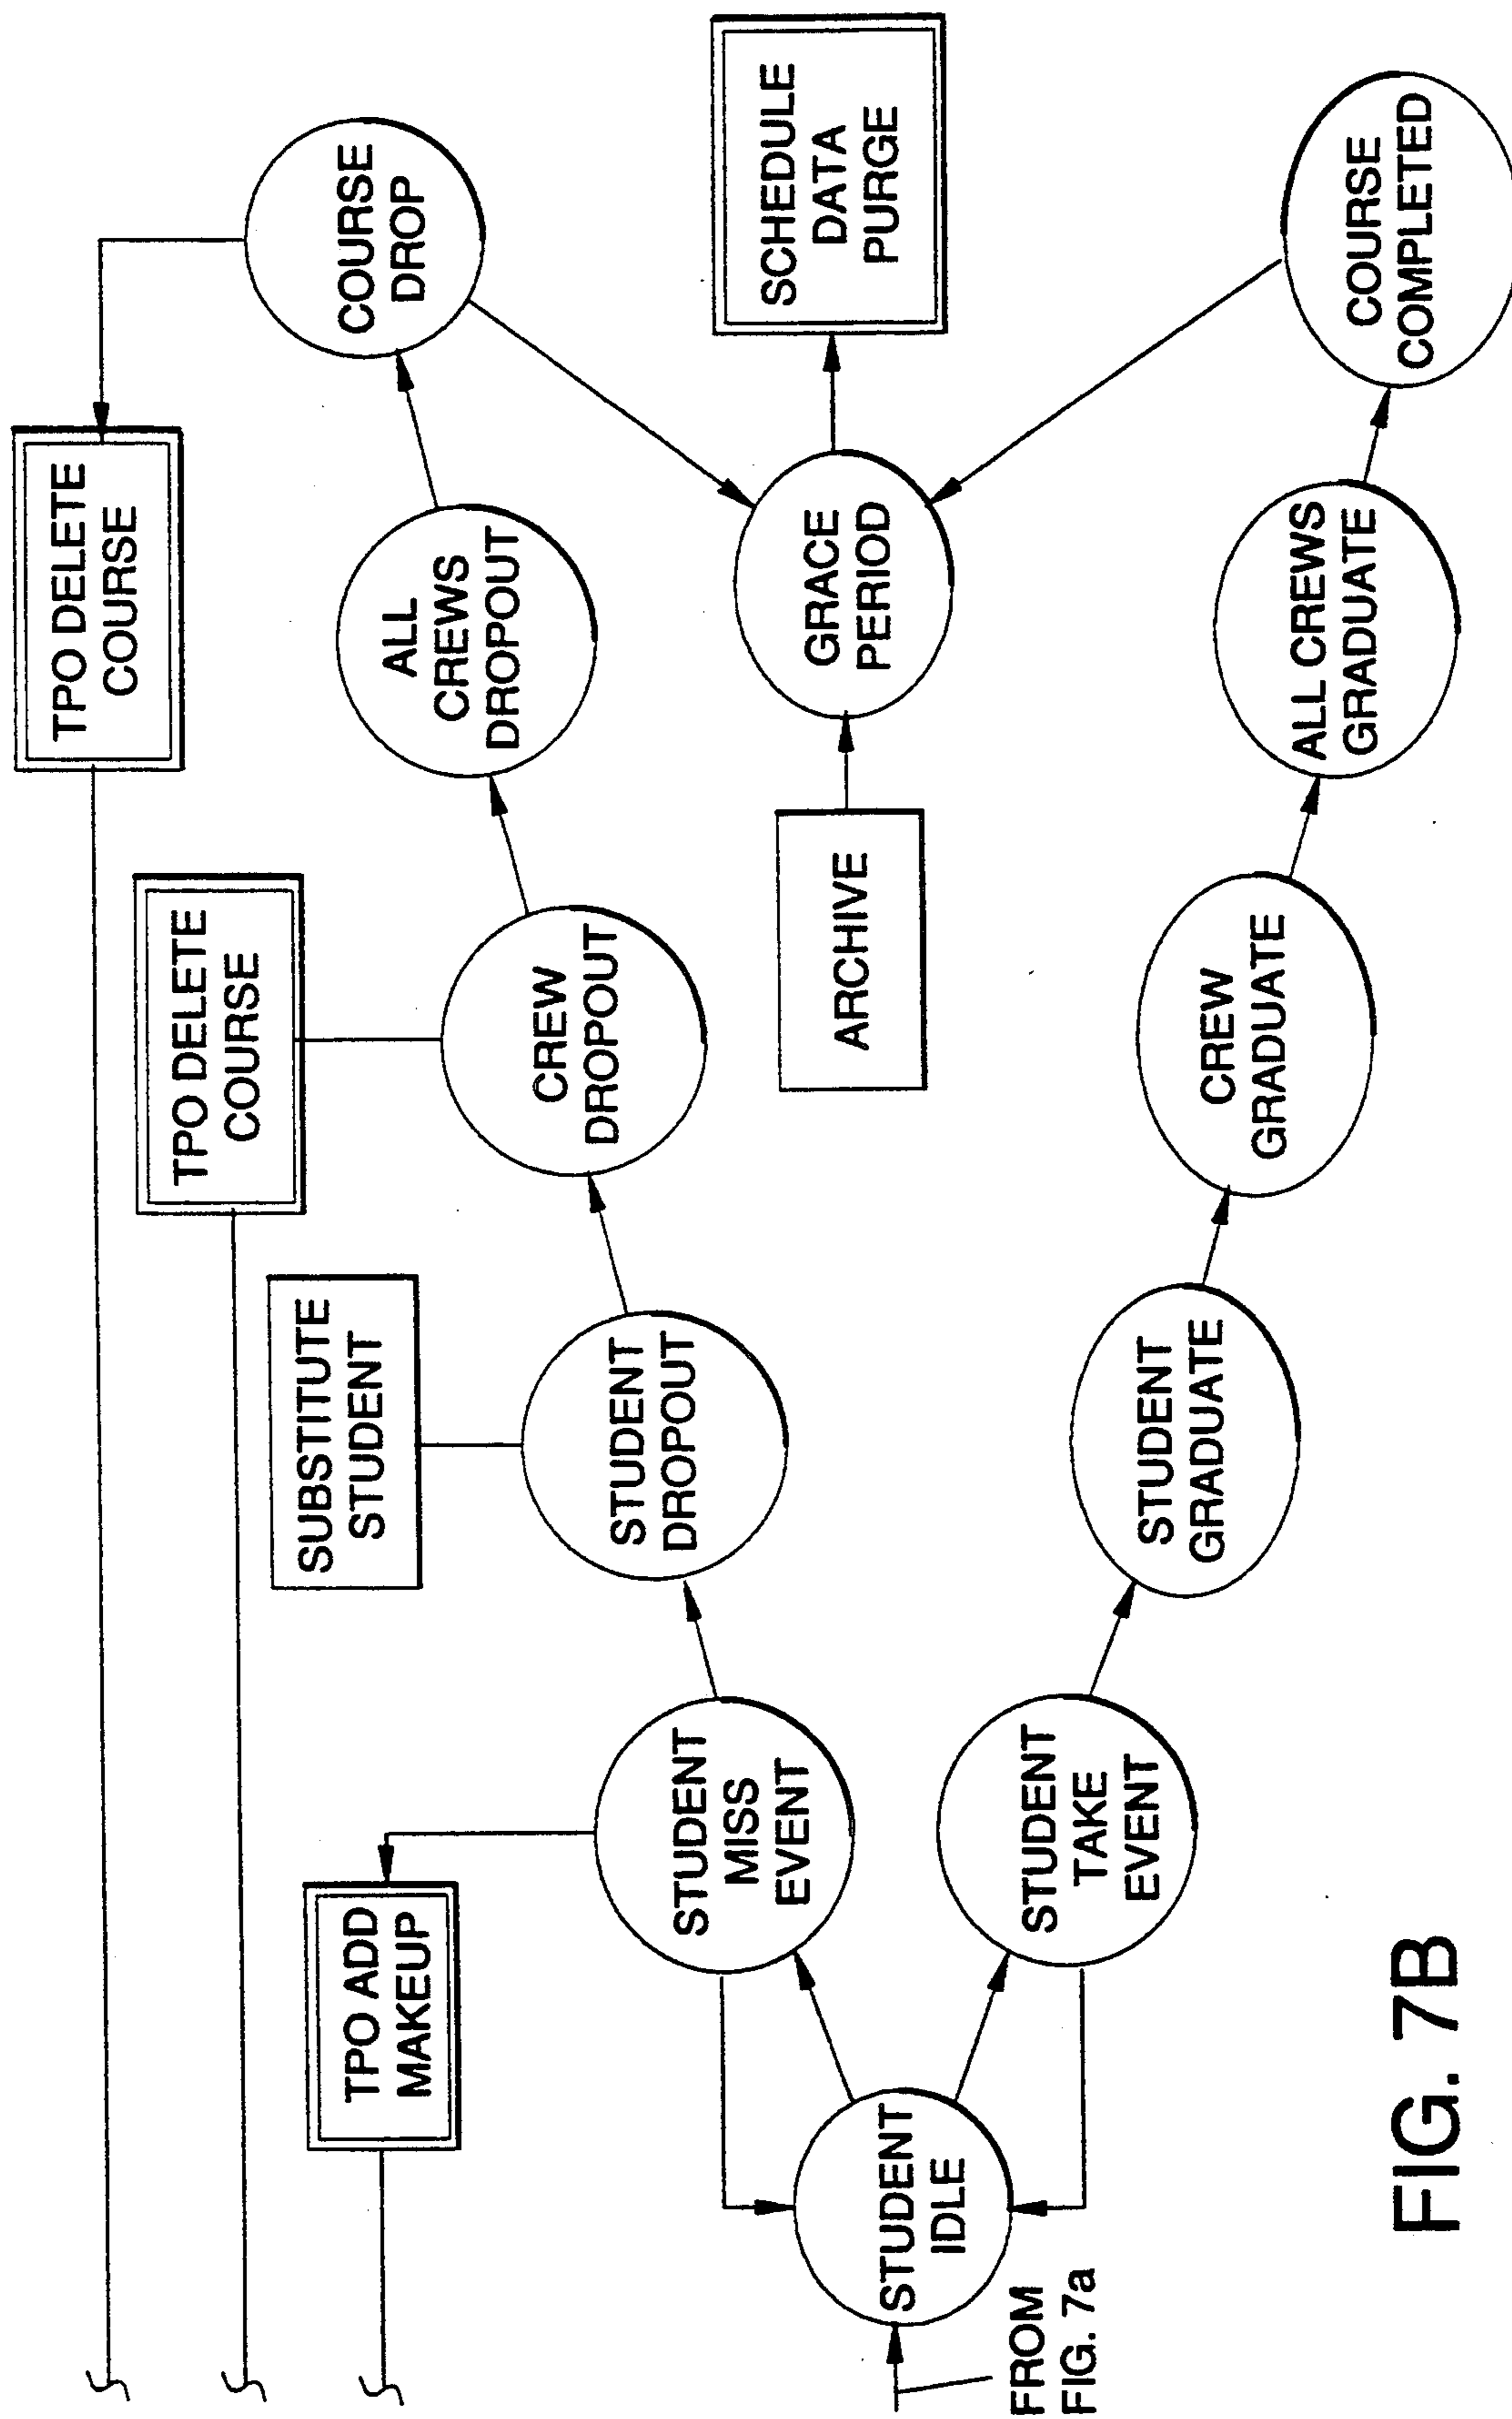 TPO DELETE
COURSE
TPO DELETE
COURSE
SUBSTITUTE
STUDENT
TPO ADD
MAKEUP
COURSE
DROP
ALL
CREWS
DROPOUT
CREW
DROPOUT
STUDENT
DROPOUT
STUDENT
MISS
EVENT
SCHEDULE
DATA
PURGE
GRACE
PERIOD
ARCHIVE
STUDENT
IDLE
FROM
FIG. 7a
STUDENT
TAKE
EVENT
STUDENT
GRADUATE
CREW
GRADUATE
ALL CREWS
GRADUATE
COURSE
COMPLETED
FIG. 7B